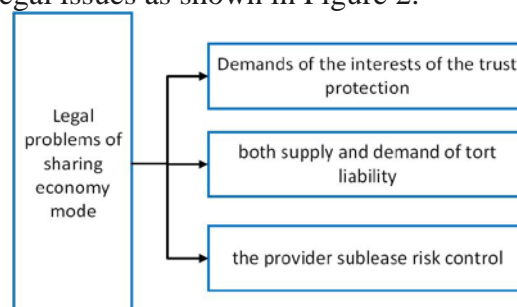 egal issues as shown in Figure 2.
Demands of the interests of the trust
protection
Legal
problems of
sharing
economy
mode
both supply and demand of tort
liability
the provider sublease risk control